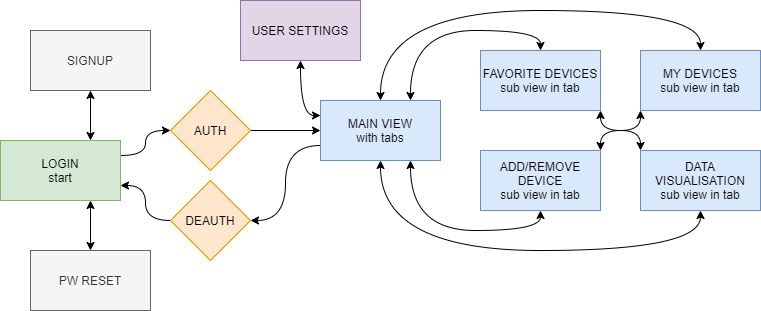 USER SETTINGS
SIGNUP
FAVORITE DEVICES
sub view in tab
MY DEVICES
sub view in tab
AUTH
MAIN VIEW
with tabs
LOGIN
start
ADD/REMOVE
DEVICE
sub view in tab
DATA
VISUALISATION
sub view in tab
DEAUTH
PW RESET